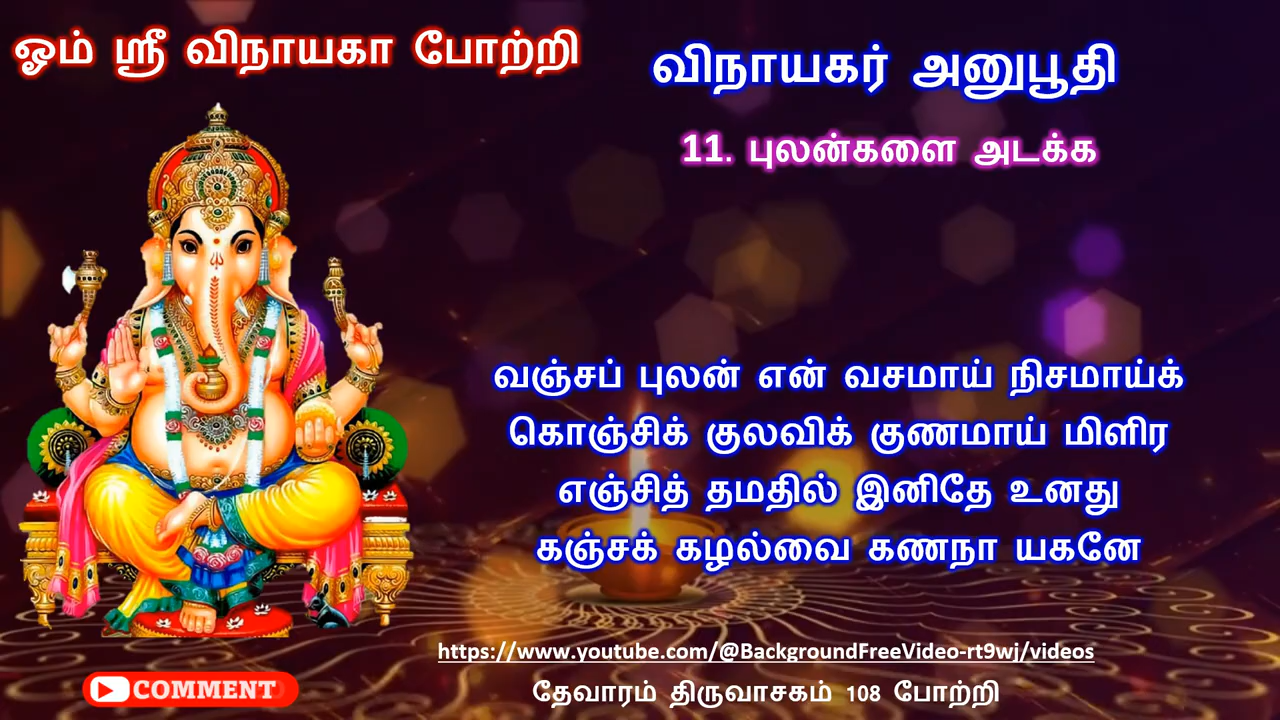 ஓம் ஸ்ரீ விநாயகா போற்றி
விநாயகர் அனுபூதி
11. புலன்களை அடக்க
வஞ்சப் புலன் என் வசமாய் நிசமாய்க்
கொஞ்சிக் குலவிக் குணமாய் மிளிர
எஞ்சித் தமதில் இனிதே உனது
கஞ்சக் கழல்வை கணநா யகனே
https://www.youtube.com/@BackgroundFreeVideo-rt9wj/videos
COMMENT
தேவாரம் திருவாசகம் 108 போற்றி